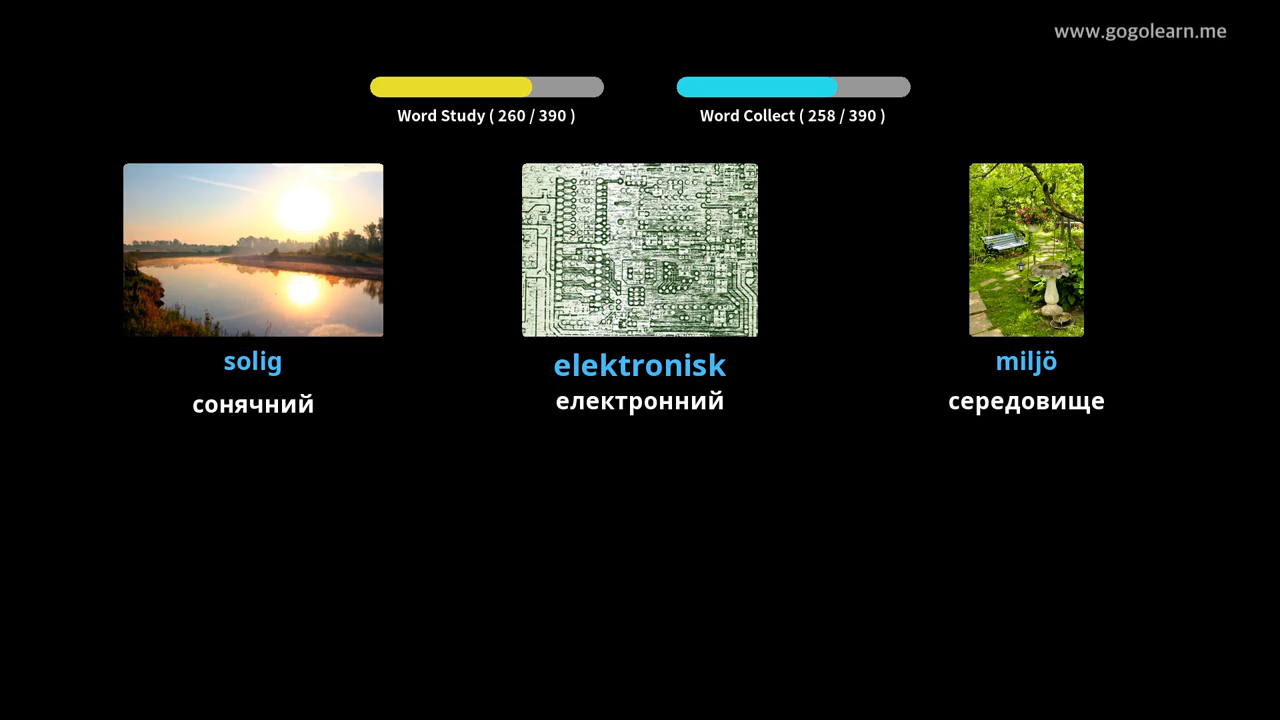 www.gogolearn.me
Word Study ( 260 / 390 )
Word Collect ( 258 / 390 )
solig
сонячний
elektronisk
електронний
miljö
середовище